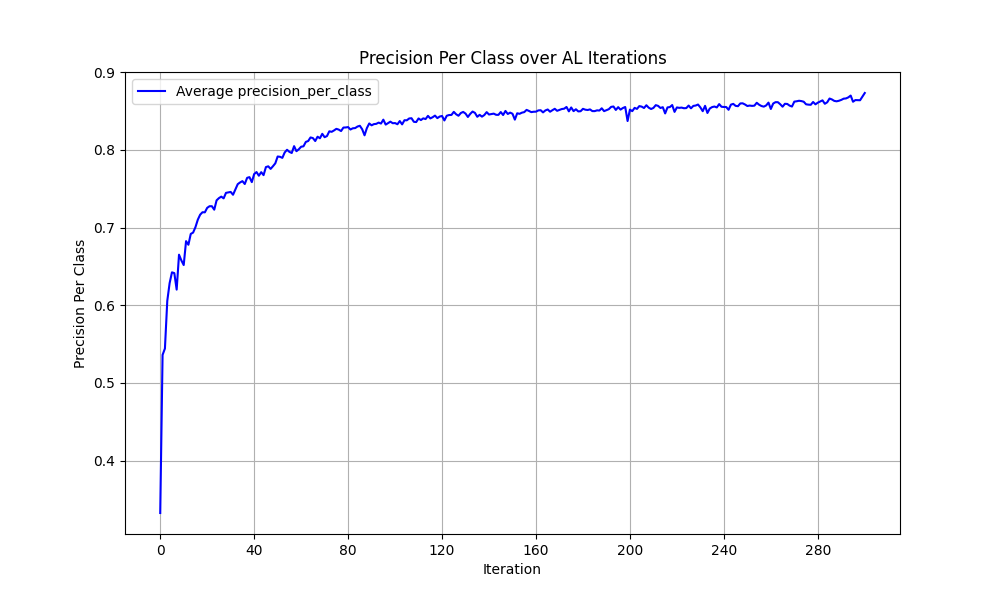 Precision Per Class over AL Iterations
Average precision_per_class
Precision Per Class
0.9
0.8
0.7
0.6
0.5
0.4
0 40 80 120 160 200 240 280
Iteration